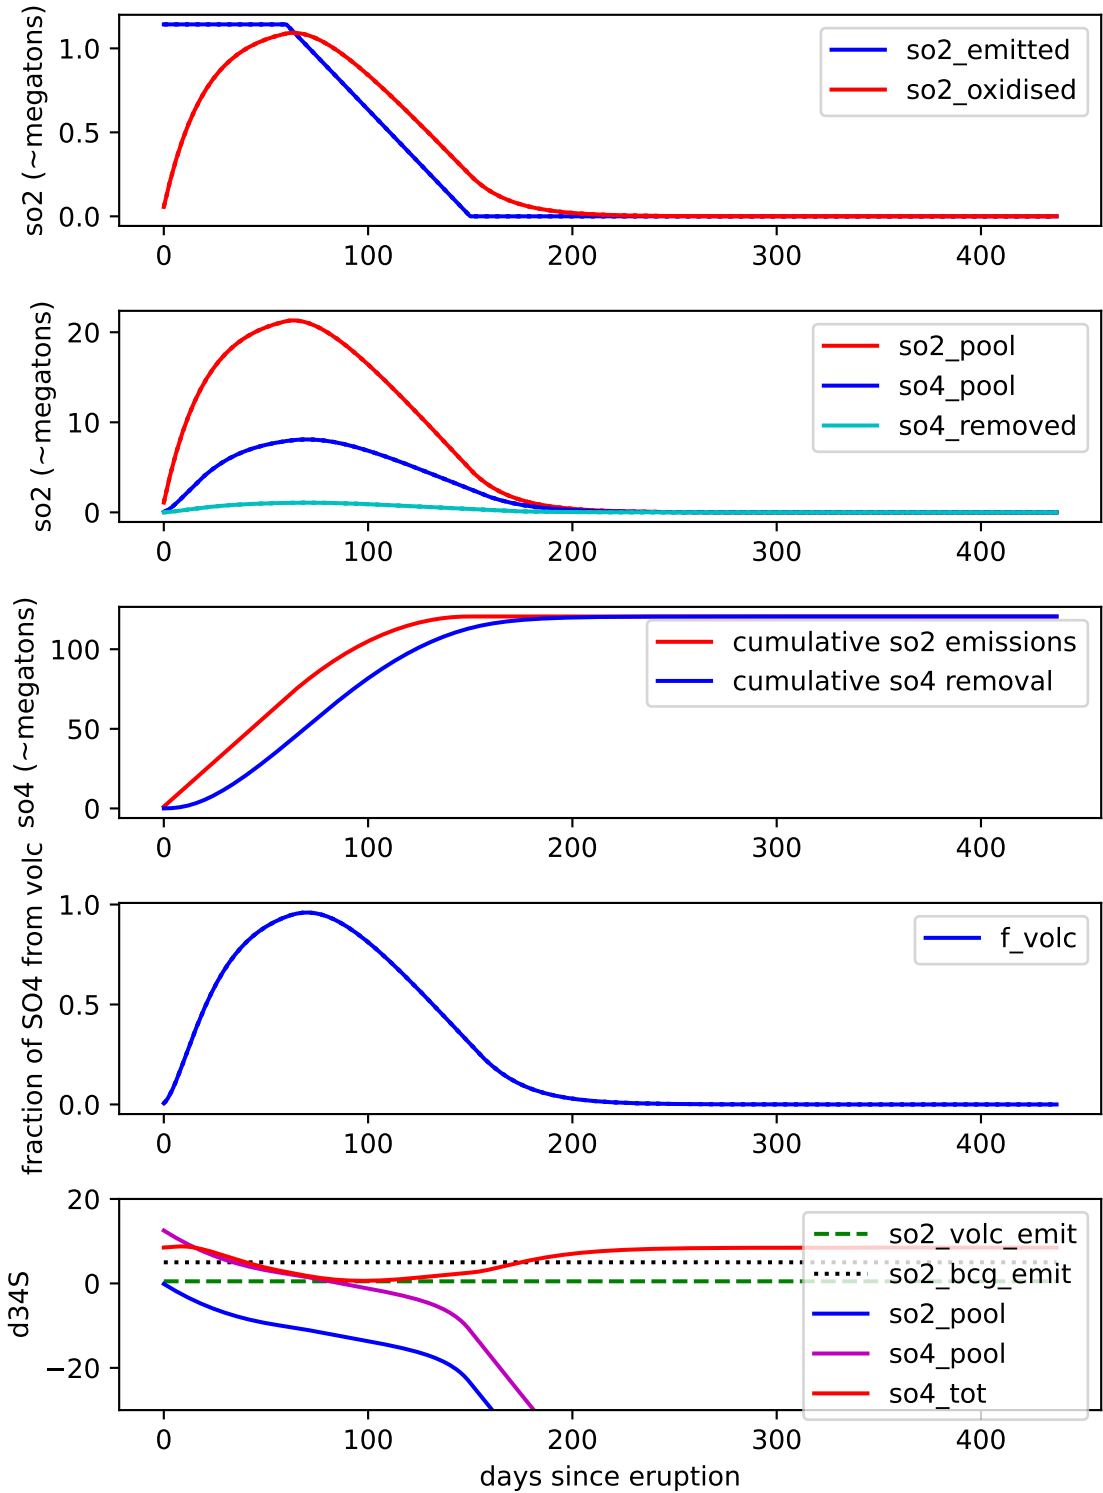 so2 (~megatons)
1.0
0.5
0.0
so2_emitted
so2_oxidised
0 100 200 300 400
so2 (~megatons)
20
10
0
so2_pool
so4_pool
so4_removed
0 100 200 300 400
so4 (~megatons)
100
50
0
cumulative so2 emissions
cumulative so4 removal
0 100 200 300 400
fraction of SO4 from volc
1.0
0.5
0.0
f_volc
0 100 200 300 400
d34S
20
0
−20
so2_volc_emit
so2_bcg_emit
so2_pool
so4_pool
so4_tot
0 100 200 300 400
days since eruption